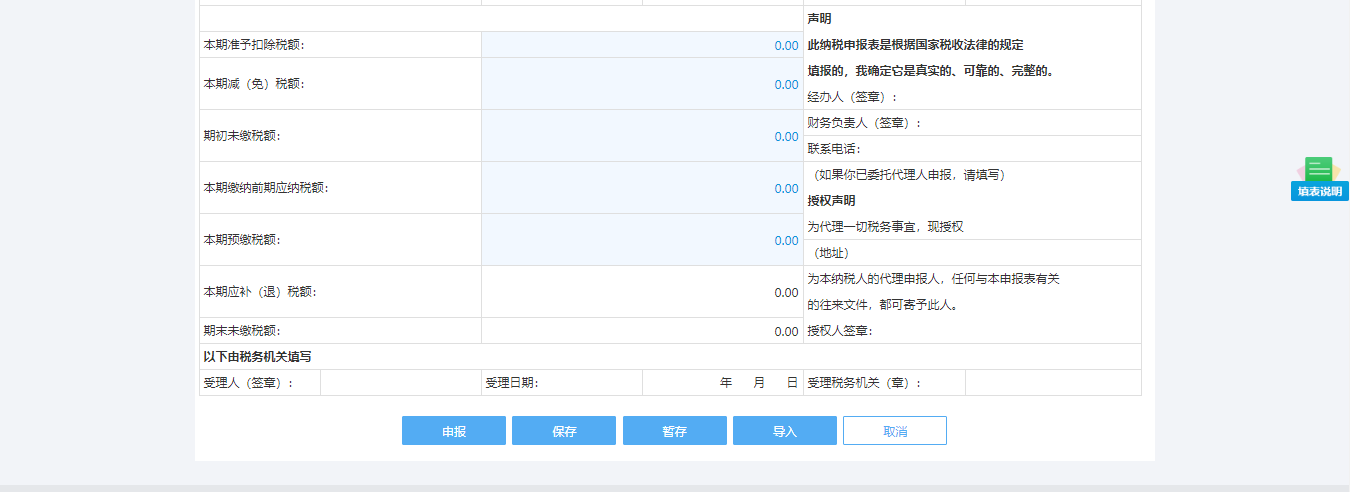 声明
本期准予扣除税额： 0.00 此纳税申报表是根据国家税收法律的规定
填报的，我确定它是真实的、可靠的、完整的。
本期减（免）税额： 0.00
经办人（签章）：
财务负责人（签章）：
期初未缴税额： 0.00
联系电话：
（如果你已委托代理人申报，请填写）
本期缴纳前期应纳税额： 0.00
授权声明
为代理一切税务事宜，现授权
本期预缴税额： 0.00
（地址）
为本纳税人的代理申报人，任何与本申报表有关
本期应补（退）税额： 0.00
的往来文件，都可寄予此人。
期末未缴税额： 0.00 授权人签章：
以下由税务机关填写
受理人（签章）： 受理日期： 年 月 日 受理税务机关（章）：
申报 保存 暂存 导入 取消
填表说明